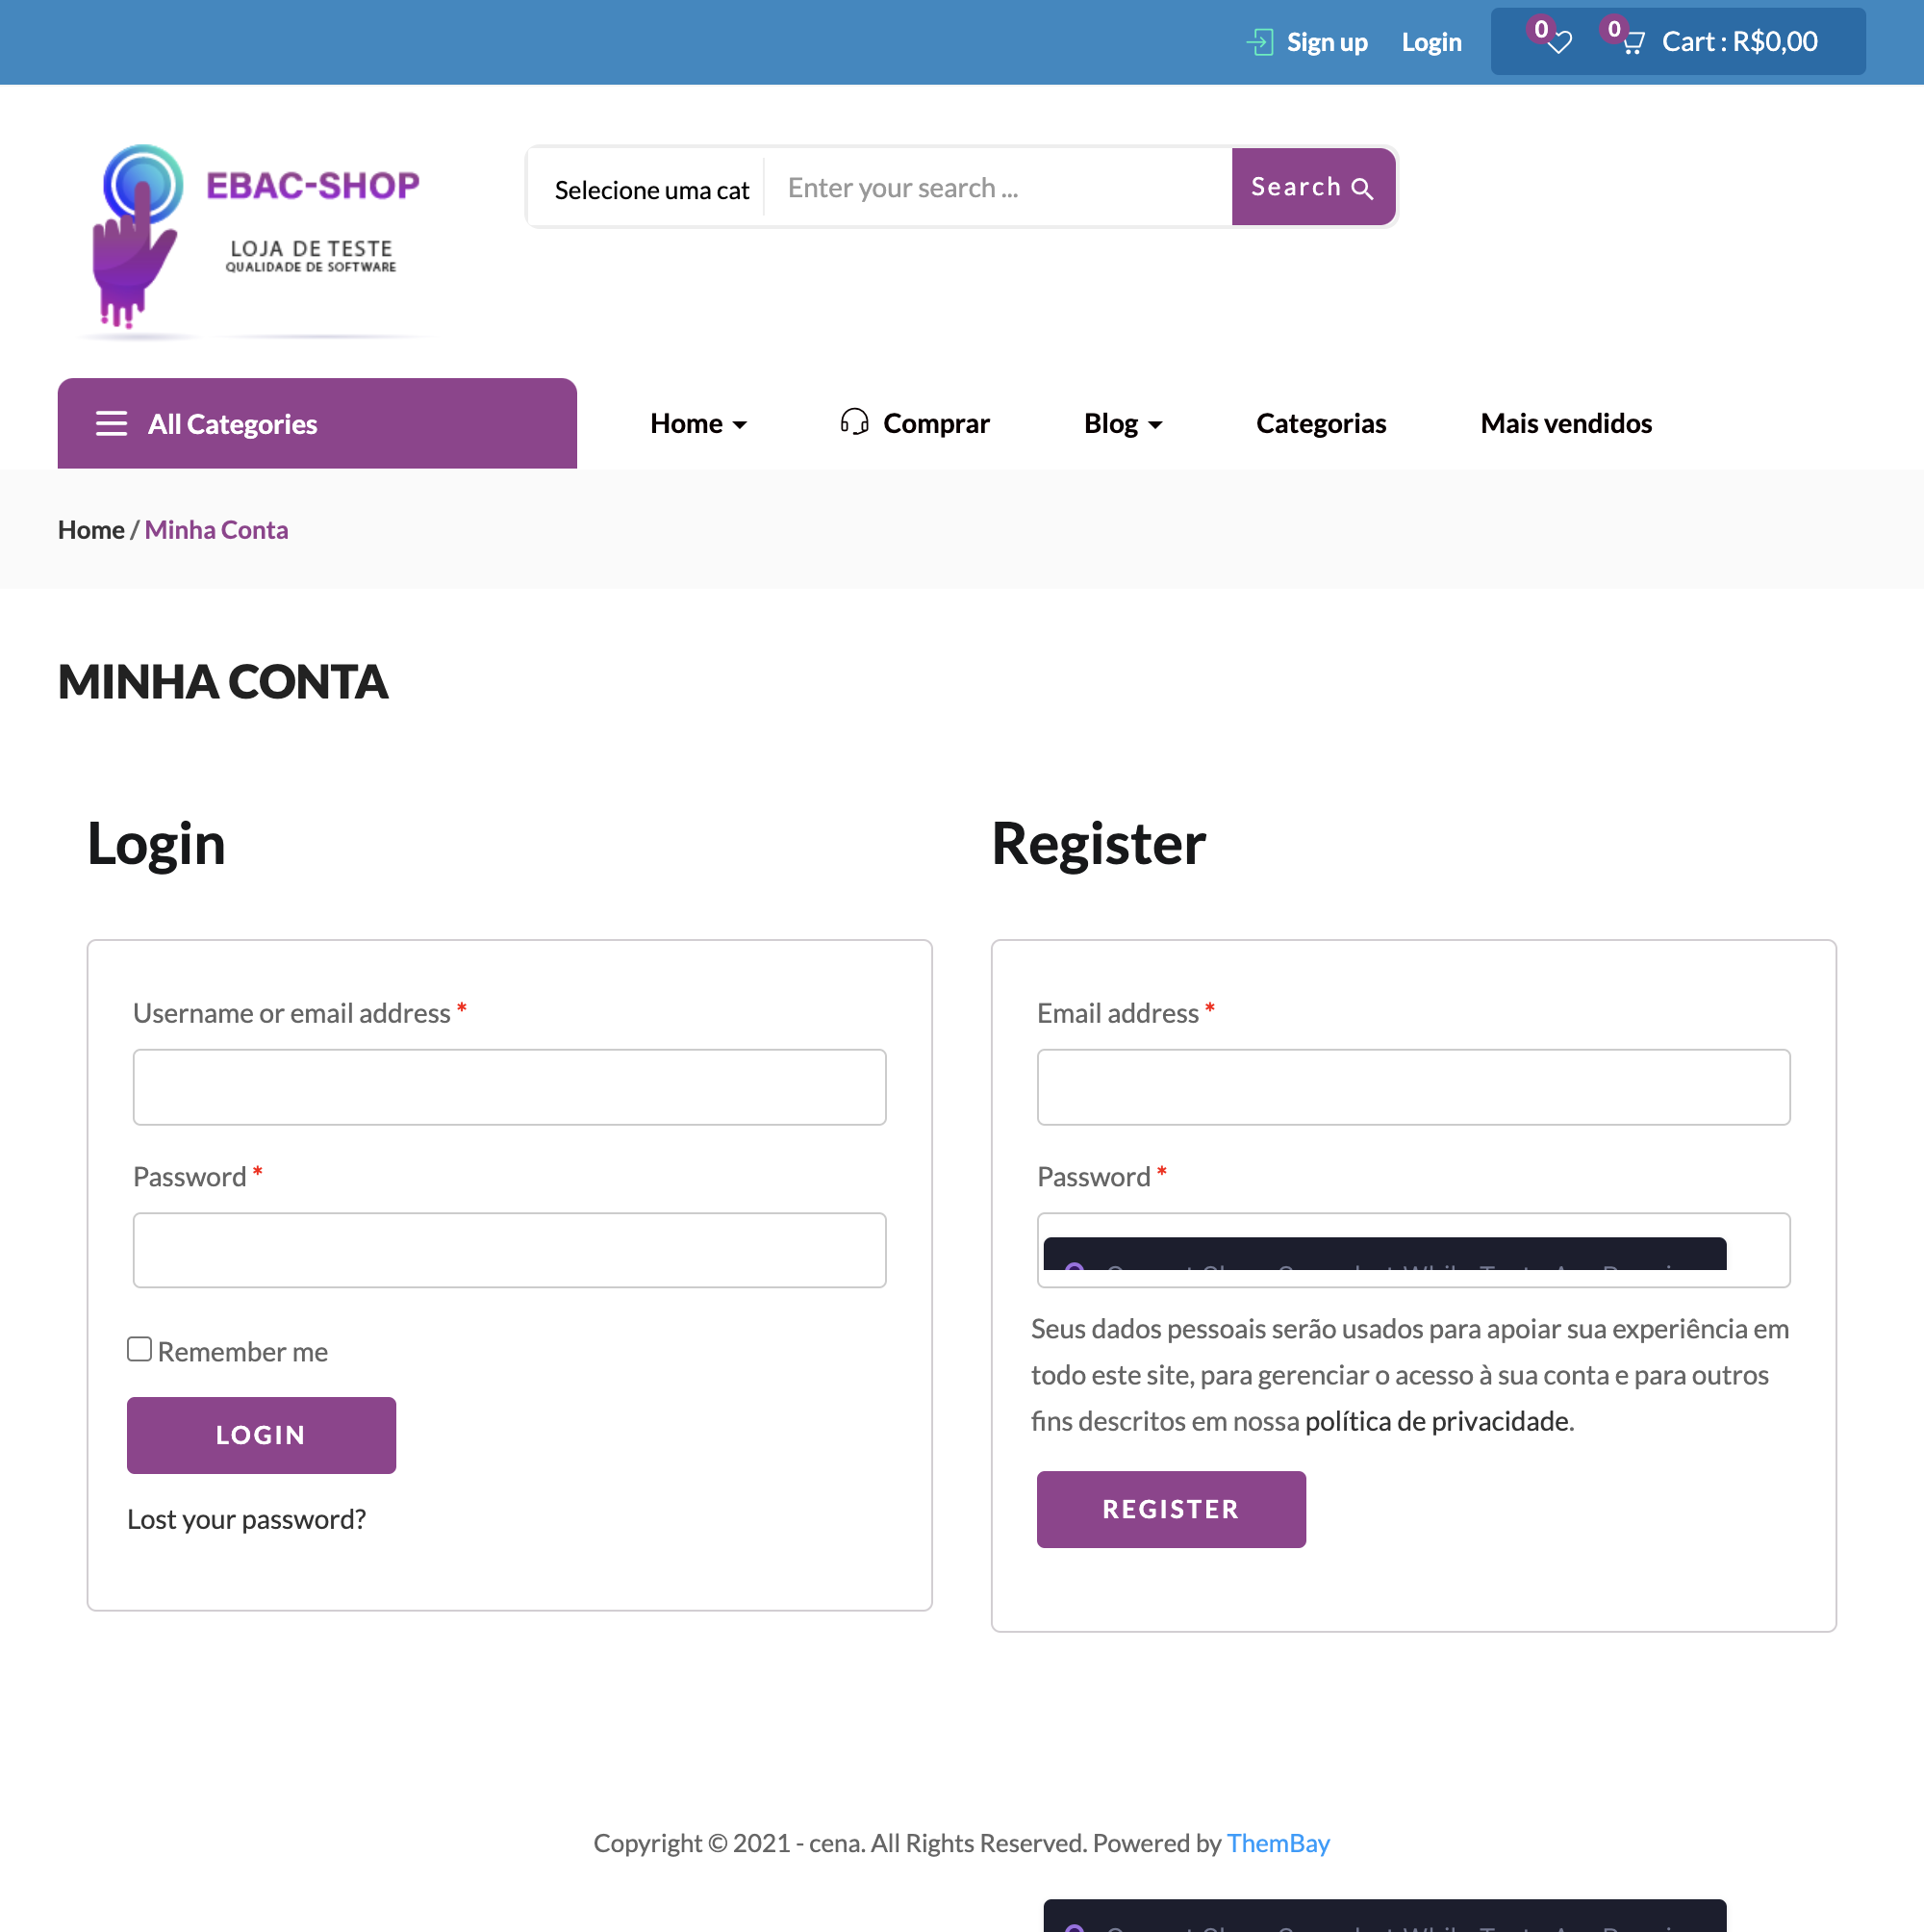 Sign up Login 0 0 Cart : R$0,00
EBAC-SHOP
LOJA DE TESTE
QUALIDADE DE SOFTWARE
Selecione uma cat Enter your search ... Search
All Categories Home Comprar Blog Categorias Mais vendidos
Home / Minha Conta
MINHA CONTA
Login
Username or email address *
Password *
Remember me
LOGIN
Lost your password?
Register
Email address *
Password *
Seus dados pessoais serão usados para apoiar sua experiência em
todo este site, para gerenciar o acesso à sua conta e para outros
fins descritos em nossa política de privacidade.
REGISTER
Copyright © 2021 - cena. All Rights Reserved. Powered by ThemBay